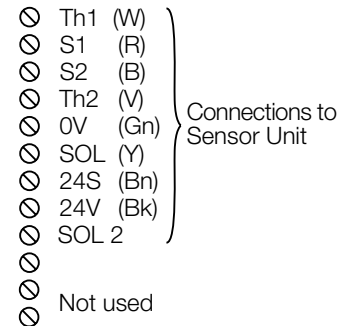 Th1 (W)
S1 (R)
S2 (B)
Th2 (V)
0V (Gn)
SOL (Y)
24S (Bn)
24V (Bk)
SOL 2
Connections to
Sensor Unit
Not used